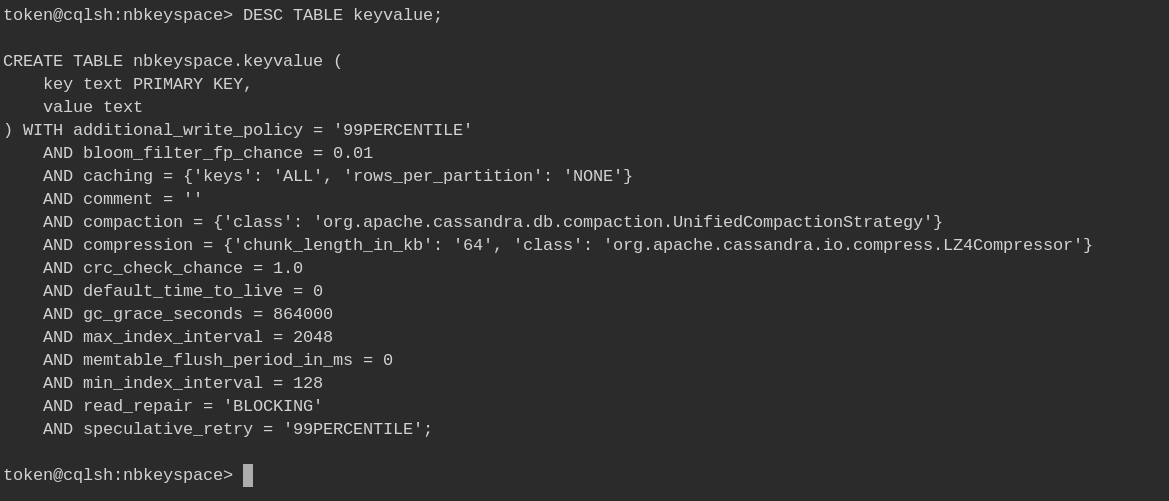 token@cqlsh:nbkeyspace> DESC TABLE keyvalue;

CREATE TABLE nbkeyspace.keyvalue (
    key text PRIMARY KEY,
    value text
) WITH additional_write_policy = '99PERCENTILE'
    AND bloom_filter_fp_chance = 0.01
    AND caching = {'keys': 'ALL', 'rows_per_partition': 'NONE'}
    AND comment = ''
    AND compaction = {'class': 'org.apache.cassandra.db.compaction.UnifiedCompactionStrategy'}
    AND compression = {'chunk_length_in_kb': '64', 'class': 'org.apache.cassandra.io.compress.LZ4Compressor'}
    AND crc_check_chance = 1.0
    AND default_time_to_live = 0
    AND gc_grace_seconds = 864000
    AND max_index_interval = 2048
    AND memtable_flush_period_in_ms = 0
    AND min_index_interval = 128
    AND read_repair = 'BLOCKING'
    AND speculative_retry = '99PERCENTILE';

token@cqlsh:nbkeyspace>